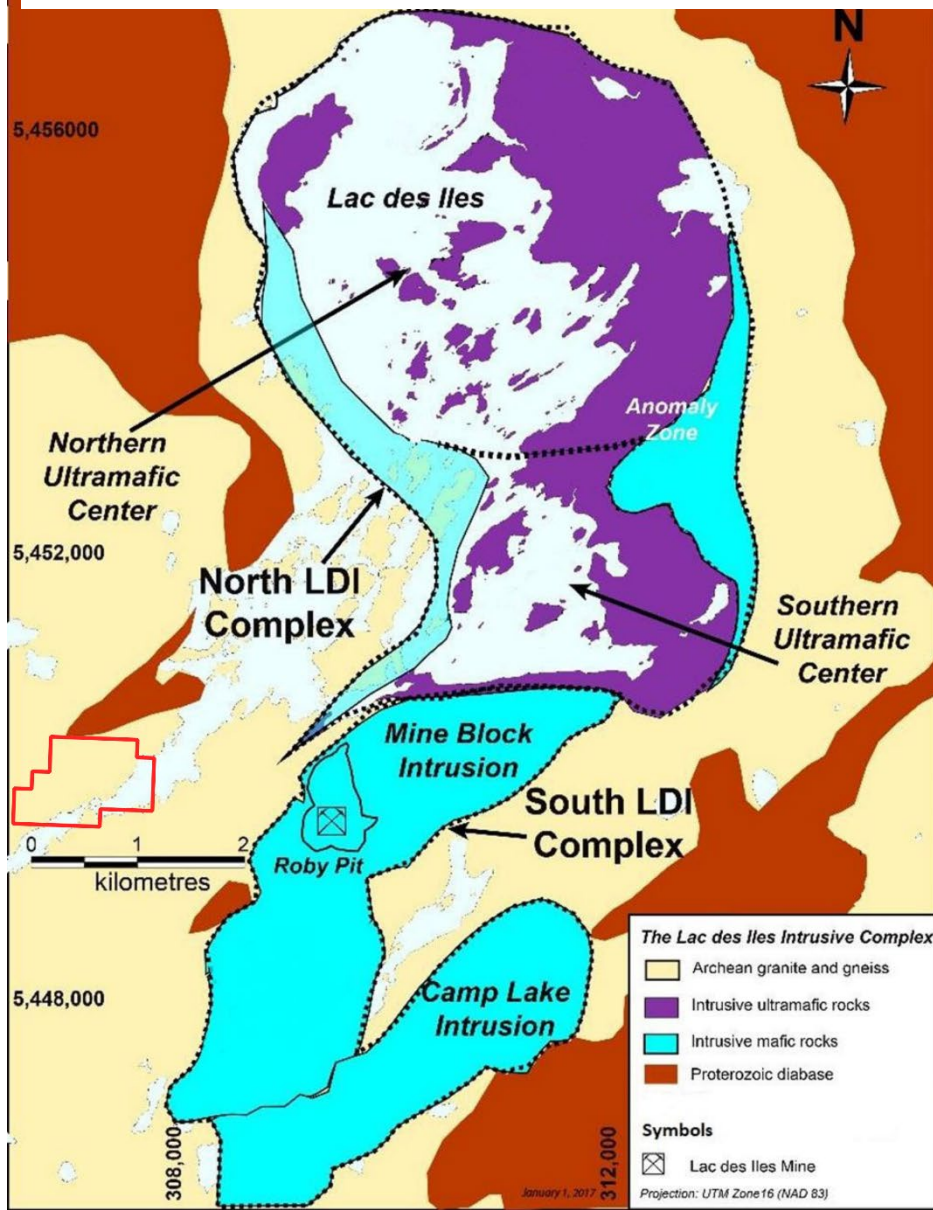 N
5,456000
Lac des Iles
Anomaly
Zone
Northern
Ultramafic
Center
5,452,000
North LDI
Complex
Southern
Ultramafic
Center
Mine Block
Intrusion
South LDI
Complex
0 1 2
kilometres
Roby Pit
5,448,000
Camp Lake
Intrusion
308,000
312,000
The Lac des Iles Intrusive Complex
Archean granite and gneiss
Intrusive ultramafic rocks
Intrusive mafic rocks
Proterozoic diabase
Symbols
Lac des Iles Mine
January 1, 2017
Projection: UTM Zone16 (NAD 83)